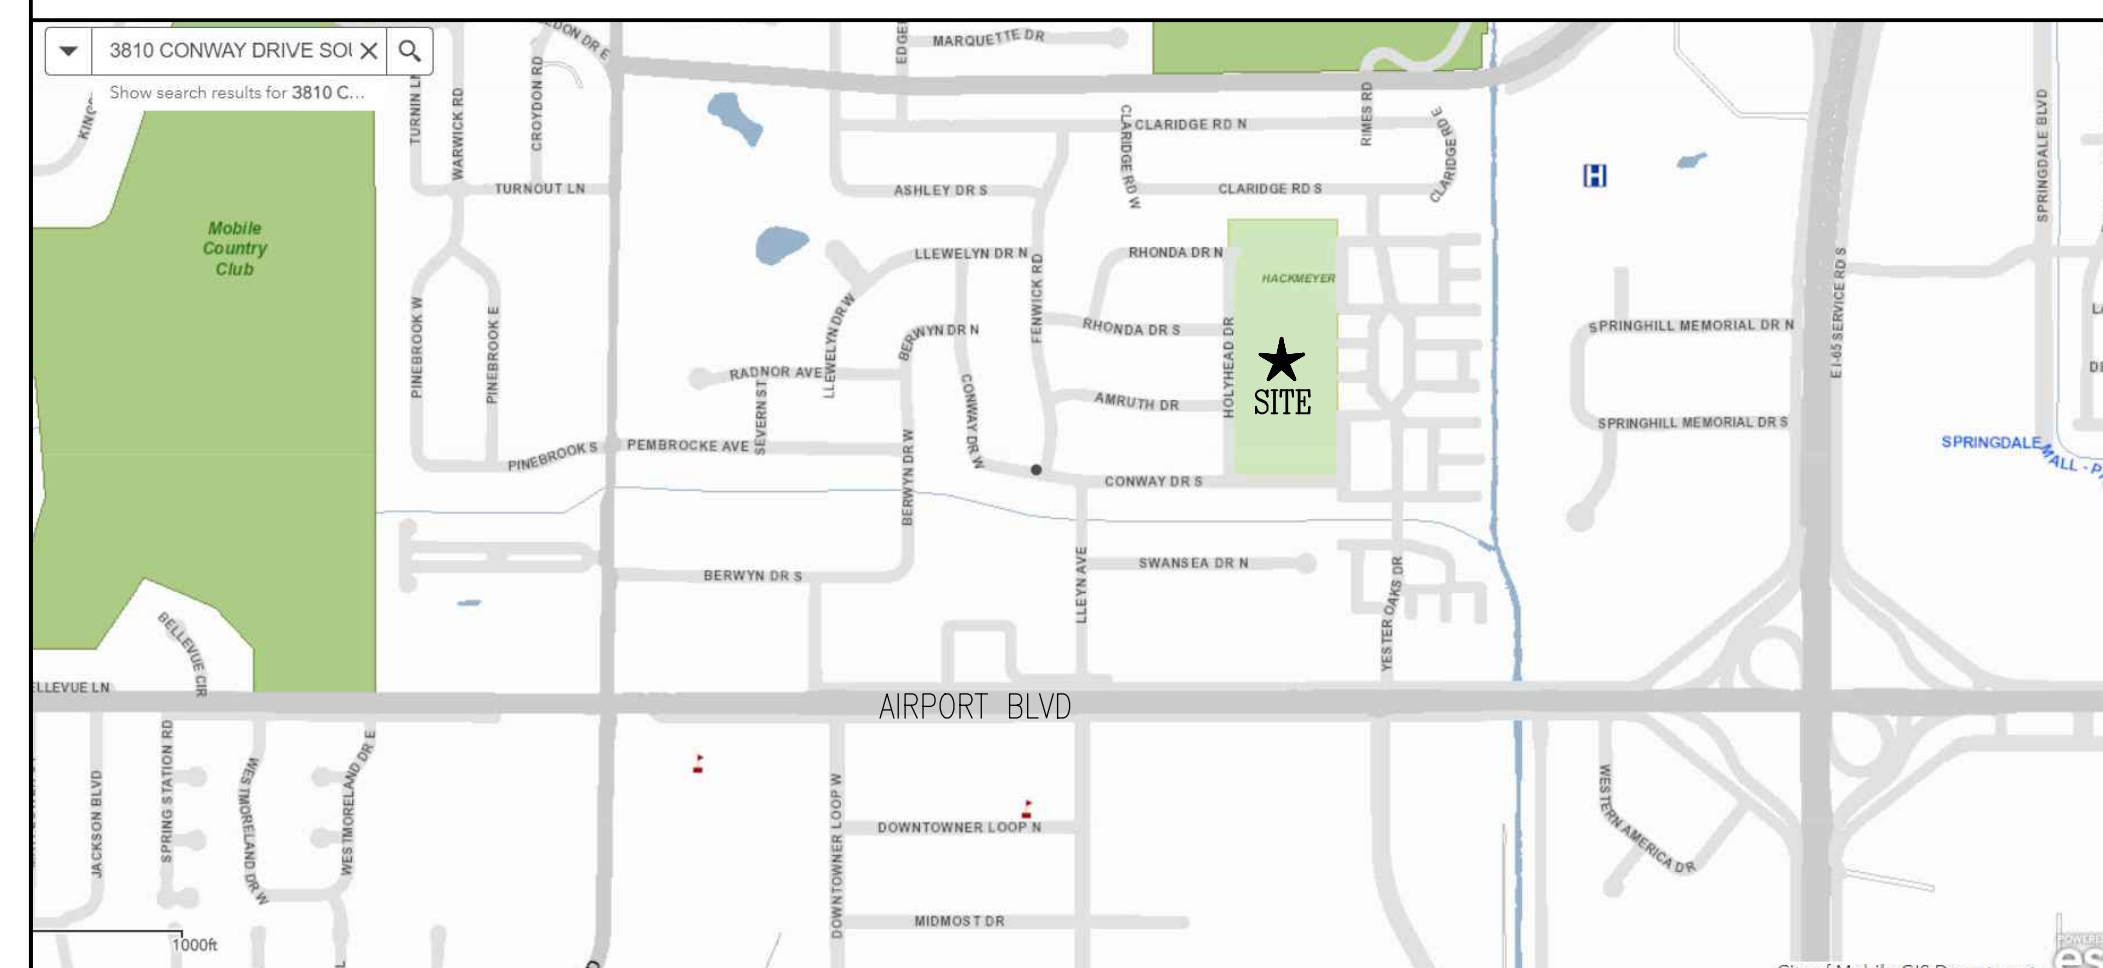 3810 CONWAY DRIVE SOU
Show search results for 3810 C...
MARQUETTE DR
TURNIN LN
WARWICK RD
CROYDON RD
RIMES RD
CLARIDGE RD N
CLARIDGE RD W
CLARIDGE RD E
SPRINGDALE BLVD
TURNOUT LN
ASHLEY DR S
CLARIDGE RD S
H
Mobile
Country
Club
LLEWELYN DR N
RHONDA DR N
FENWICK RD
HACKMEYER
E I-65 SERVICE RD S
PINEBROOK W
PINEBROOK E
LLEWELYN DR W
BERWYN DR N
RHONDA DR S
HOLYHEAD DR
SPRINGHILL MEMORIAL DR N
RADNOR AVE
SEVERN ST
CONWAY DR W
AMRUTH DR
SITE
SPRINGHILL MEMORIAL DR S
PINEBROOK S
PEMBROCKE AVE
BERWYN DR W
SPRINGDALE MALL - P
CONWAY DR S
BERWYN DR S
LLEYN AVE
SWANSEA DR N
YESTER OAKS DR
BELLEVUE CIR
ELLEVUE LN
AIRPORT BLVD
JACKSON BLVD
SPRING STATION RD
WESTMORELAND DR W
WESTMORELAND DR E
DOWNTOWNER LOOP W
DOWNTOWNER LOOP N
WESTERN AMERICA DR
MIDMOST DR
1000ft
POWERE
es